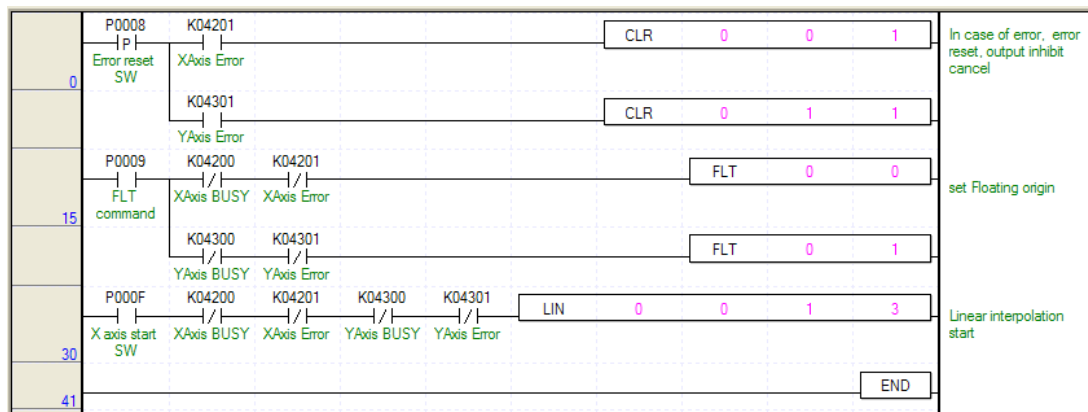 P0008 K04201
P CLR 0 0 1
Error reset SW XAxis Error
In case of error, error reset, output inhibit cancel
0
K04301
CLR 0 1 1
YAxis Error
P0009 K04200 K04201
FLT 0 0
FLT command XAxis BUSY XAxis Error
set Floating origin
15
K04300 K04301
FLT 0 1
YAxis BUSY YAxis Error
P000F K04200 K04201 K04300 K04301
LIN 0 0 1 3
X axis start SW XAxis BUSY XAxis Error YAxis BUSY YAxis Error
Linear interpolation start
30
END
41